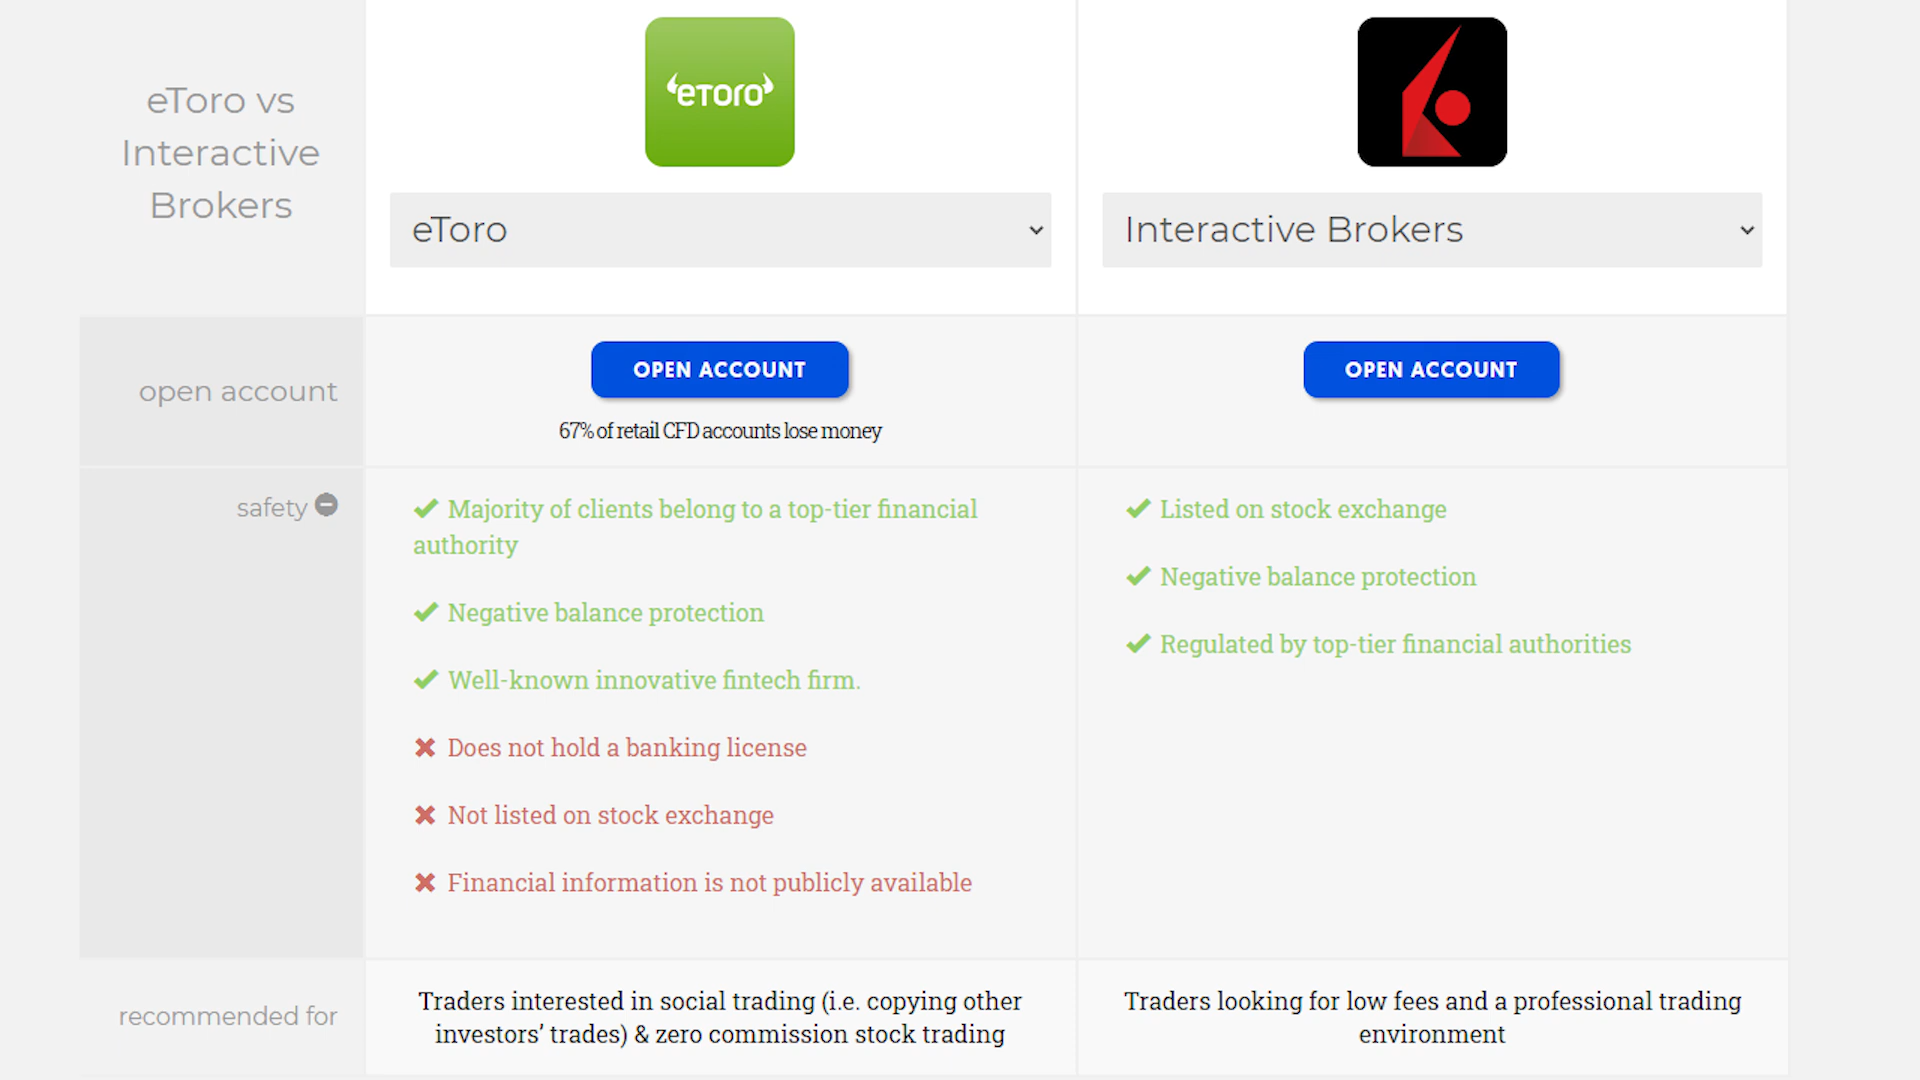 eToro vs
Interactive
Brokers
eToro
eToro
Interactive Brokers
open account
OPEN ACCOUNT
67% of retail CFD accounts lose money
OPEN ACCOUNT
safety
Majority of clients belong to a top-tier financial
authority
Negative balance protection
Well-known innovative fintech firm.
Does not hold a banking license
Not listed on stock exchange
Financial information is not publicly available
Listed on stock exchange
Negative balance protection
Regulated by top-tier financial authorities
recommended for
Traders interested in social trading (i.e. copying other
investors’ trades) & zero commission stock trading
Traders looking for low fees and a professional trading
environment